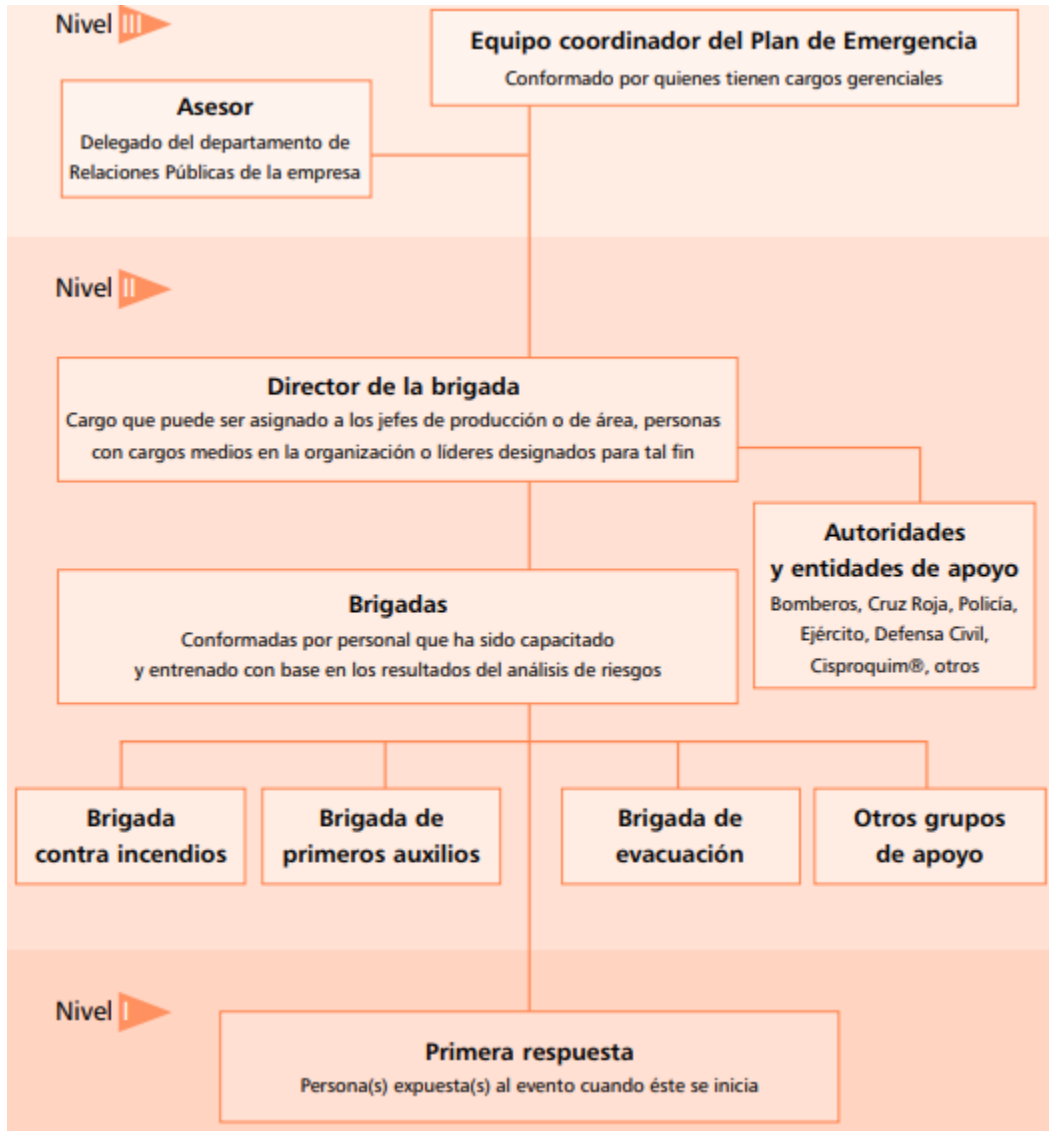 Nivel III
Equipo coordinador del Plan de Emergencia
Conformado por quienes tienen cargos gerenciales
Asesor
Delegado del departamento de
Relaciones Públicas de la empresa
Nivel II
Director de la brigada
Cargo que puede ser asignado a los jefes de producción o de área, personas
con cargos medios en la organización o líderes designados para tal fin
Autoridades
y entidades de apoyo
Bomberos, Cruz Roja, Policía,
Ejército, Defensa Civil,
Cisproquim®, otros
Brigadas
Conformadas por personal que ha sido capacitado
y entrenado con base en los resultados del análisis de riesgos
Brigada
contra incendios
Brigada de
primeros auxilios
Brigada de
evacuación
Otros grupos
de apoyo
Nivel I
Primera respuesta
Persona(s) expuesta(s) al evento cuando éste se inicia